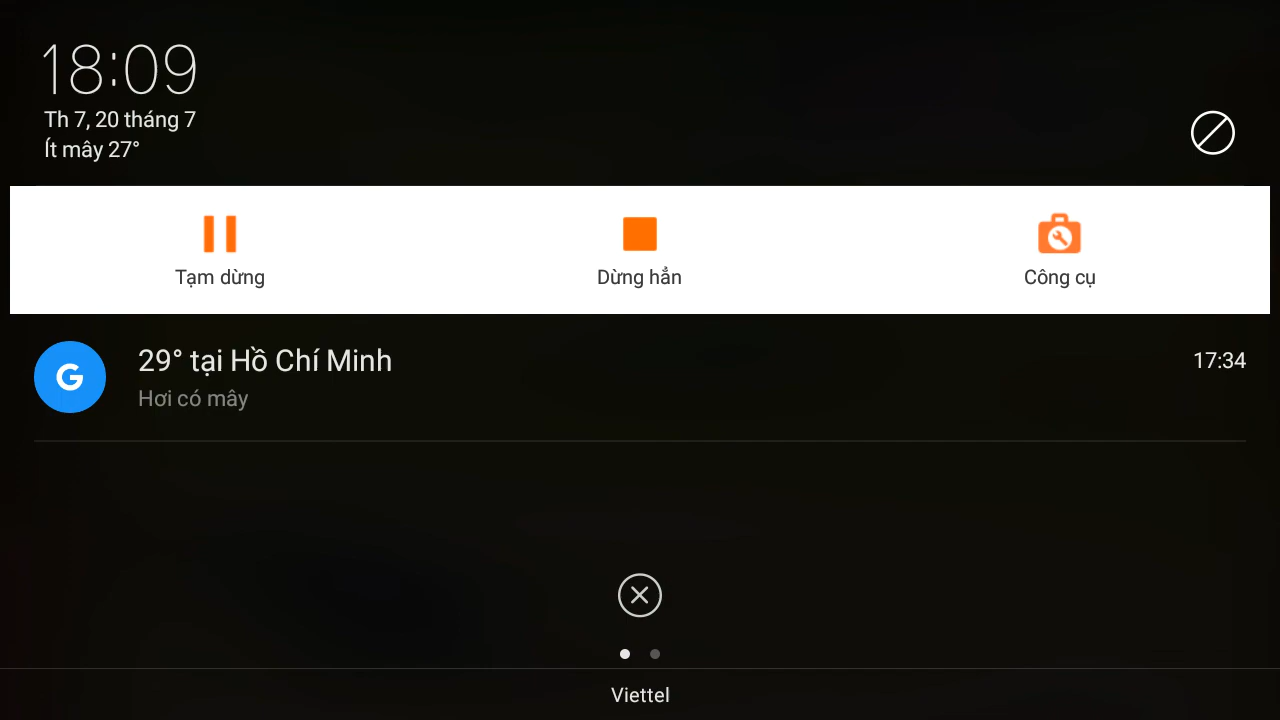 18:09
Th 7, 20 tháng 7
Ít mây 27°
Tạm dừng
Dừng hẳn
Công cụ
G
29° tại Hồ Chí Minh
17:34
Hơi có mây
Viettel